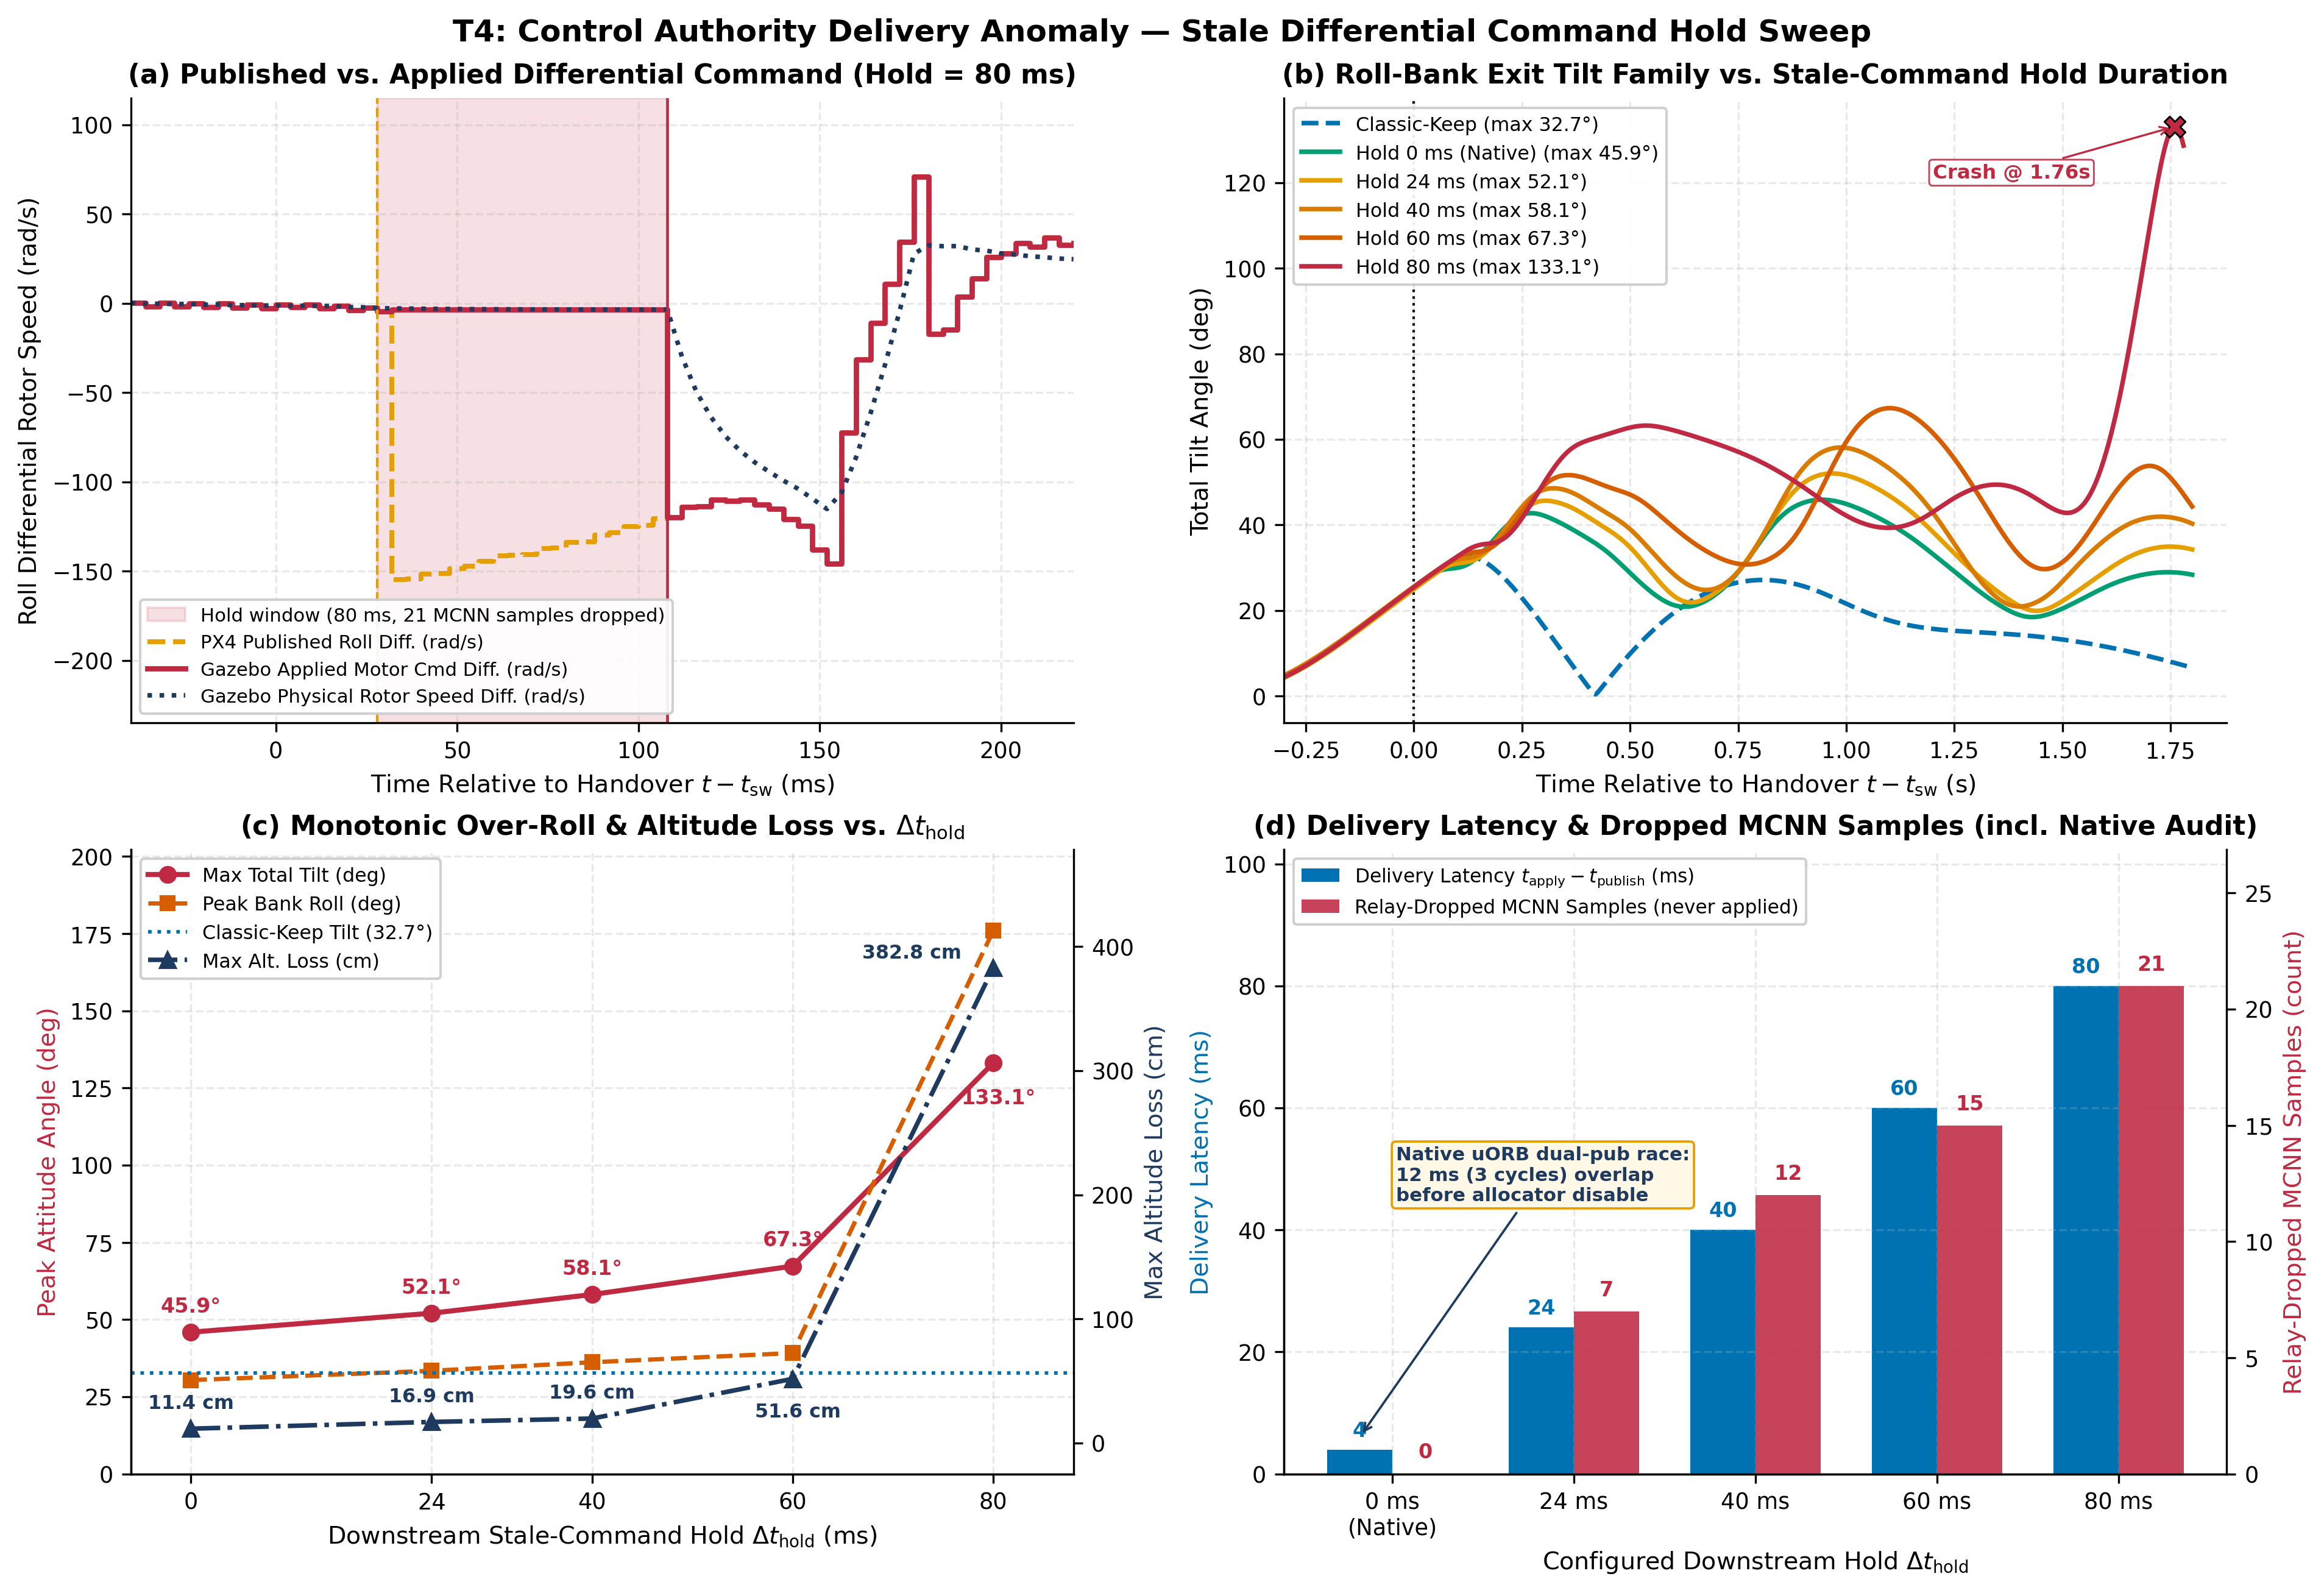 T4: Control Authority Delivery Anomaly — Stale Differential Command Hold Sweep
(a) Published vs. Applied Differential Command (Hold = 80 ms)
Roll Differential Rotor Speed (rad/s)
100
50
0
−50
−100
−150
−200
Hold window (80 ms, 21 MCNN samples dropped)
PX4 Published Roll Diff. (rad/s)
Gazebo Applied Motor Cmd Diff. (rad/s)
Gazebo Physical Rotor Speed Diff. (rad/s)
0 50 100 150 200
Time Relative to Handover t − t_sw (ms)
(b) Roll-Bank Exit Tilt Family vs. Stale-Command Hold Duration
Total Tilt Angle (deg)
120
100
80
60
40
20
0
Classic-Keep (max 32.7°)
Hold 0 ms (Native) (max 45.9°)
Hold 24 ms (max 52.1°)
Hold 40 ms (max 58.1°)
Hold 60 ms (max 67.3°)
Hold 80 ms (max 133.1°)
Crash @ 1.76s
−0.25 0.00 0.25 0.50 0.75 1.00 1.25 1.50 1.75
Time Relative to Handover t − t_sw (s)
(c) Monotonic Over-Roll & Altitude Loss vs. Δt_hold
Peak Attitude Angle (deg)
200
175
150
125
100
75
50
25
0
Max Total Tilt (deg)
Peak Bank Roll (deg)
Classic-Keep Tilt (32.7°)
Max Alt. Loss (cm)
45.9°
52.1°
58.1°
67.3°
133.1°
11.4 cm
16.9 cm
19.6 cm
51.6 cm
382.8 cm
400
300
200
100
0
Max Altitude Loss (cm)
0 24 40 60 80
Downstream Stale-Command Hold Δt_hold (ms)
(d) Delivery Latency & Dropped MCNN Samples (incl. Native Audit)
Delivery Latency (ms)
100
80
60
40
20
0
Delivery Latency t_apply − t_publish (ms)
Relay-Dropped MCNN Samples (never applied)
Native uORB dual-pub race:
12 ms (3 cycles) overlap
before allocator disable
4
0
24
7
40
12
60
15
80
21
25
20
15
10
5
0
Relay-Dropped MCNN Samples (count)
0 ms 24 ms 40 ms 60 ms 80 ms
(Native)
Configured Downstream Hold Δt_hold